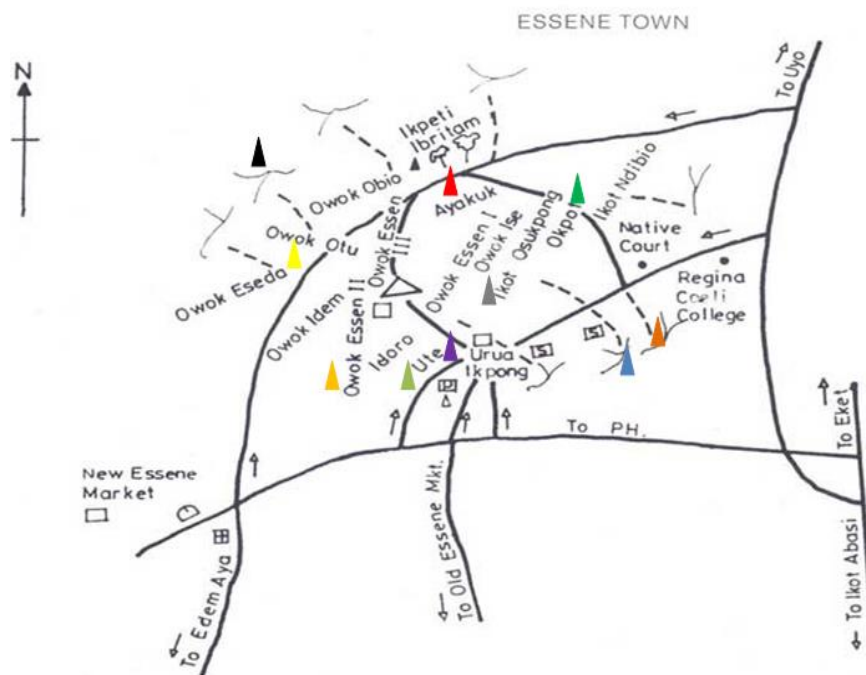 ESSENE TOWN
N
To Uyo
Ikpeti
Ibritam
Owok Obio
Ayakuk
Okpoi
Ikot Ndibio
Owok Otu
Owok Essen
III
Owok Essen I
Owok Ise
Ikot Osukpong
Native
Court
Owok Eseda
Owok Idem
Owok Essen II
Regina
Coeli
College
Idoro
Ute
Urua
Ikpong
S
S
To PH.
To Eket
New Essene
Market
To Old Essene Mkt.
To Edem Aya
To Ikot Abasi